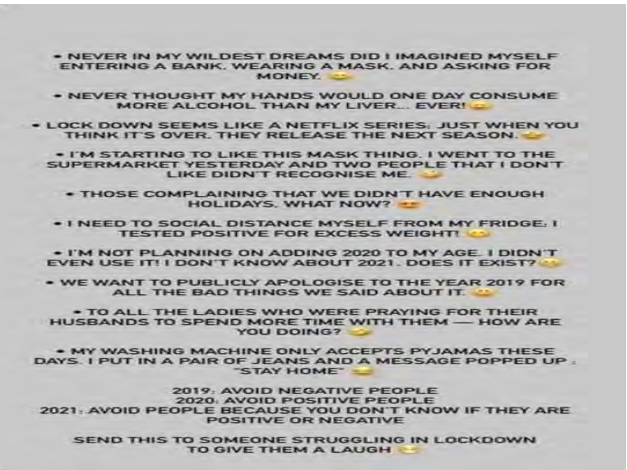 • NEVER IN MY WILDEST DREAMS DID I IMAGINED MYSELF
ENTERING A BANK, WEARING A MASK, AND ASKING FOR
MONEY. 😄
• NEVER THOUGHT MY HANDS WOULD ONE DAY CONSUME
MORE ALCOHOL THAN MY LIVER... EVER! 😄
• LOCK DOWN SEEMS LIKE A NETFLIX SERIES: JUST WHEN YOU
THINK IT'S OVER, THEY RELEASE THE NEXT SEASON. 😄
• I'M STARTING TO LIKE THIS MASK THING. I WENT TO THE
SUPERMARKET YESTERDAY AND TWO PEOPLE THAT I DON'T
LIKE DIDN'T RECOGNISE ME. 😄
• THOSE COMPLAINING THAT WE DIDN'T HAVE ENOUGH
HOLIDAYS, WHAT NOW? 😍
• I NEED TO SOCIAL DISTANCE MYSELF FROM MY FRIDGE: I
TESTED POSITIVE FOR EXCESS WEIGHT! 😄
• I'M NOT PLANNING ON ADDING 2020 TO MY AGE. I DIDN'T
EVEN USE IT! I DON'T KNOW ABOUT 2021. DOES IT EXIST? 😄
• WE WANT TO PUBLICLY APOLOGISE TO THE YEAR 2019 FOR
ALL THE BAD THINGS WE SAID ABOUT IT. 😄
• TO ALL THE LADIES WHO WERE PRAYING FOR THEIR
HUSBANDS TO SPEND MORE TIME WITH THEM — HOW ARE
YOU DOING? 😄
• MY WASHING MACHINE ONLY ACCEPTS PYJAMAS THESE
DAYS. I PUT IN A PAIR OF JEANS AND A MESSAGE POPPED UP :
"STAY HOME" 😄
2019: AVOID NEGATIVE PEOPLE
2020: AVOID POSITIVE PEOPLE
2021: AVOID PEOPLE BECAUSE YOU DON'T KNOW IF THEY ARE
POSITIVE OR NEGATIVE
SEND THIS TO SOMEONE STRUGGLING IN LOCKDOWN
TO GIVE THEM A LAUGH 😄